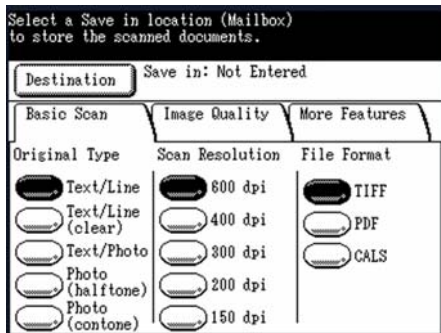 Select a Save in location (Mailbox)
to store the scanned documents.
Destination
Save in: Not Entered
Basic Scan
Image Quality
More Features
Original Type
Scan Resolution
File Format
Text/Line
600 dpi
TIFF
Text/Line
(clear)
400 dpi
PDF
Text/Photo
300 dpi
CALS
Photo
(halftone)
200 dpi
Photo
(contone)
150 dpi